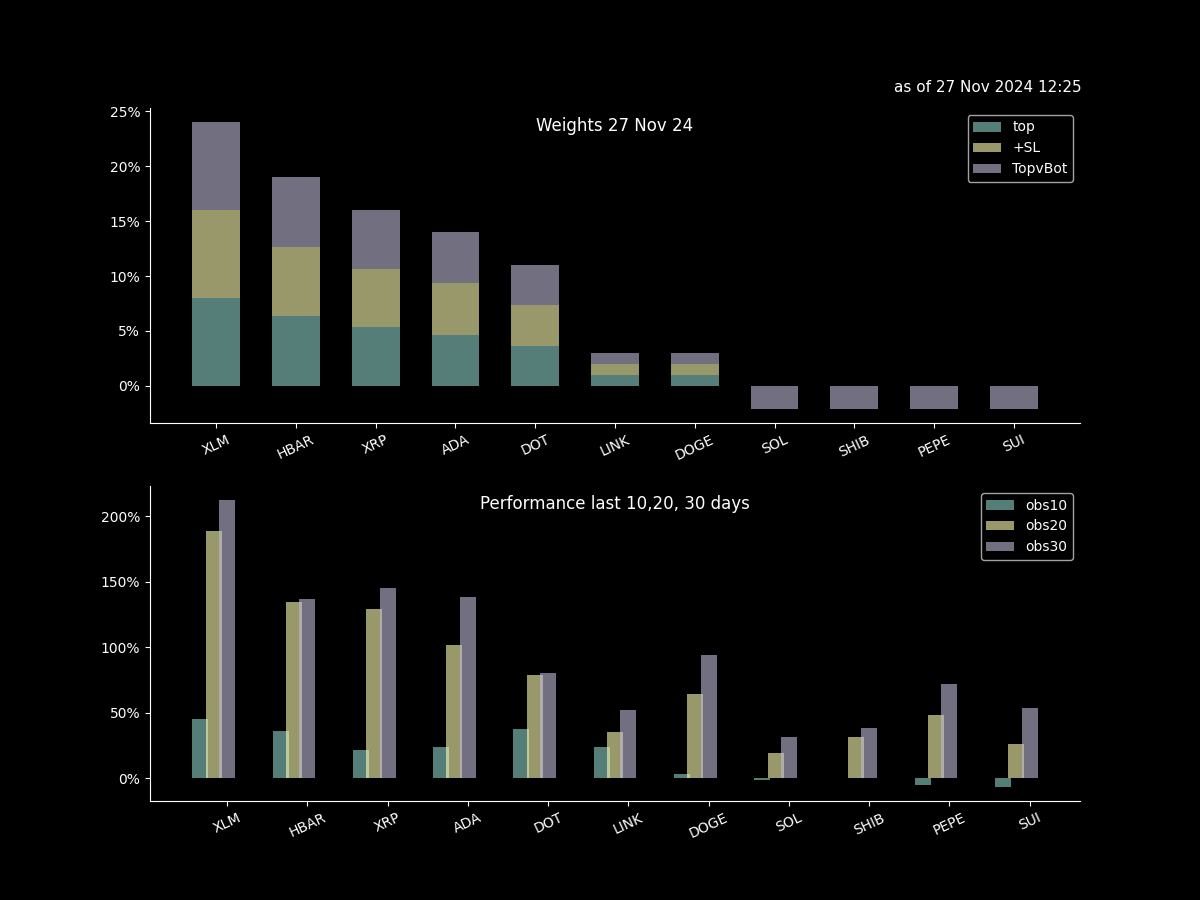 as of 27 Nov 2024 12:25
Weights 27 Nov 24
top
+SL
TopvBot
25%
20%
15%
10%
5%
0%
XLM HBAR XRP ADA DOT LINK DOGE SOL SHIB PEPE SUI
Performance last 10,20, 30 days
obs10
obs20
obs30
200%
150%
100%
50%
0%
XLM HBAR XRP ADA DOT LINK DOGE SOL SHIB PEPE SUI